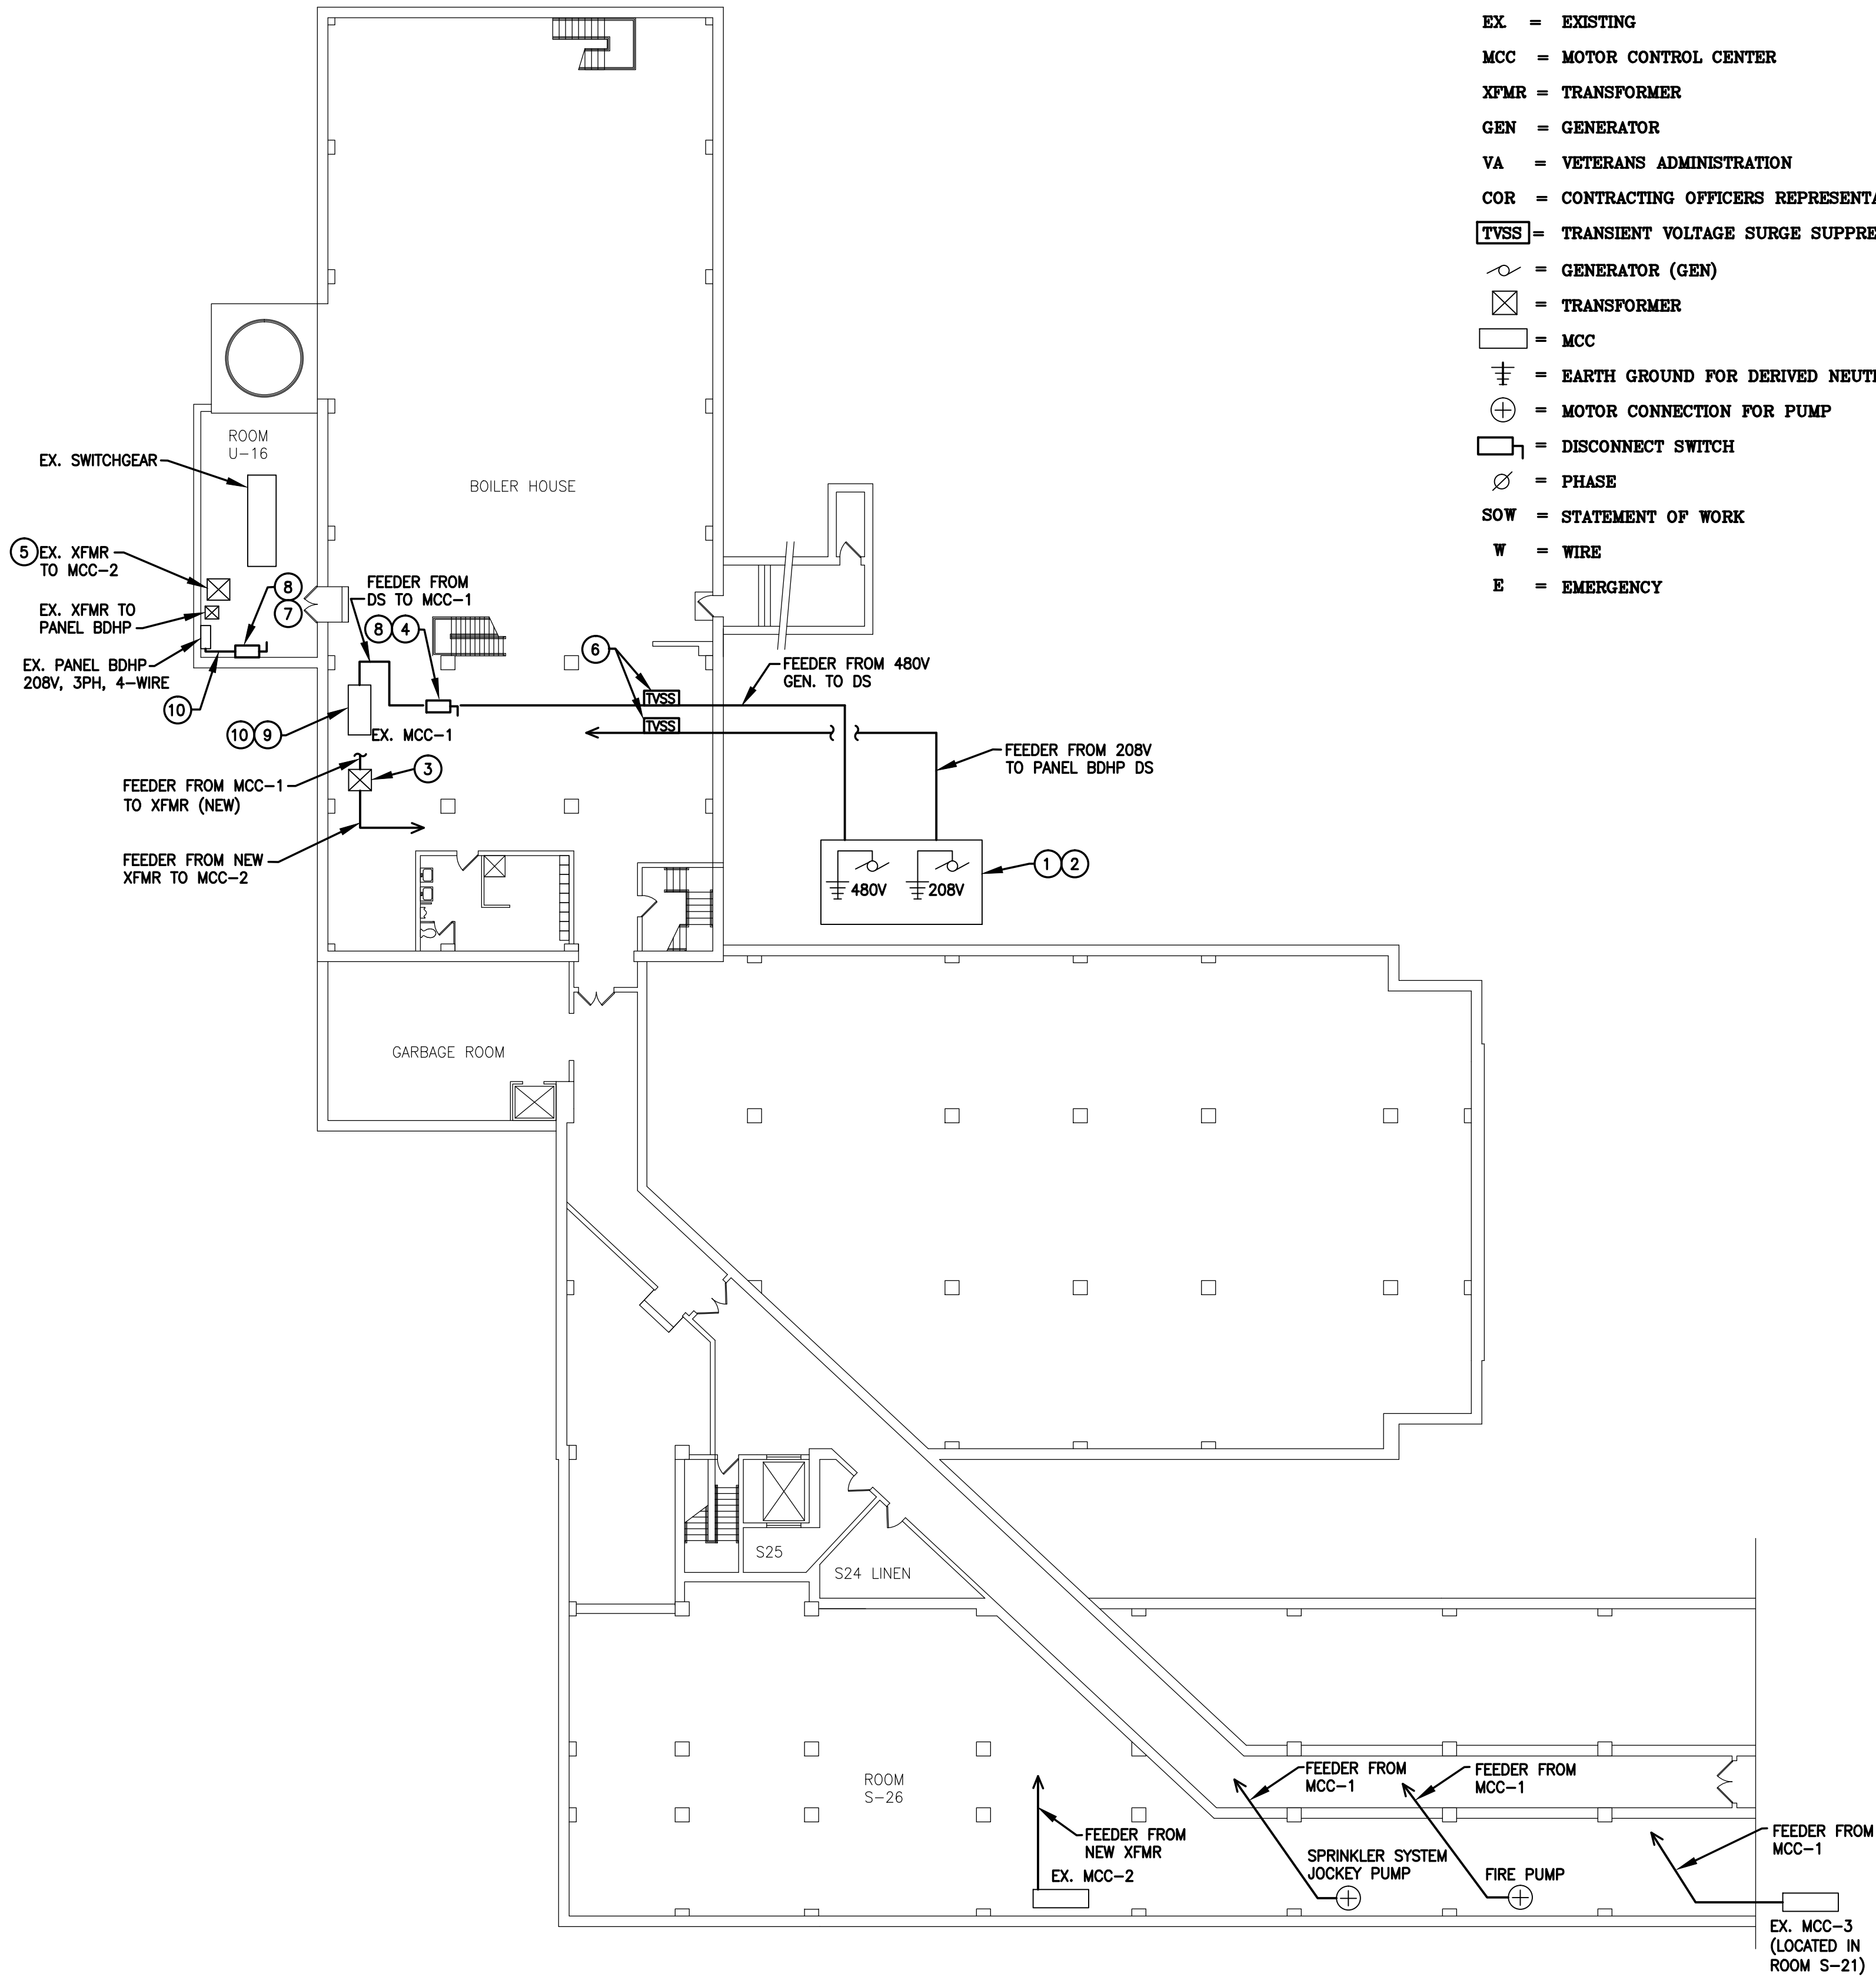 EX. = EXISTING
MCC = MOTOR CONTROL CENTER
XFMR = TRANSFORMER
GEN = GENERATOR
VA = VETERANS ADMINISTRATION
COR = CONTRACTING OFFICERS
TVSS = TRANSIENT VOLTAGE SURGE
= GENERATOR (GEN)
= TRANSFORMER
= MCC
= EARTH GROUND FOR DERIVED
= MOTOR CONNECTION FOR PUMP
= DISCONNECT SWITCH
= PHASE
SOW = STATEMENT OF WORK
W = WIRE
E = EMERGENCY
ROOM
U-16
EX. SWITCHGEAR
BOILER HOUSE
5 EX. XFMR
TO MCC-2
EX. XFMR TO
PANEL BDHP
EX. PANEL BDHP
208V, 3PH, 4-WIRE
10
8
7
FEEDER FROM
DS TO MCC-1
8 4
6
TVSS
TVSS
FEEDER FROM 480V
GEN. TO DS
10 9
EX. MCC-1
FEEDER FROM 208V
TO PANEL BDHP DS
3
FEEDER FROM MCC-1
TO XFMR (NEW)
FEEDER FROM NEW
XFMR TO MCC-2
480V
208V
1 2
GARBAGE ROOM
S25
S24 LINEN
ROOM
S-26
FEEDER FROM
NEW XFMR
EX. MCC-2
FEEDER FROM
MCC-1
SPRINKLER SYSTEM
JOCKEY PUMP
FEEDER FROM
MCC-1
FIRE PUMP
FEEDER FROM
MCC-1
EX. MCC-3
(LOCATED IN
ROOM S-21)